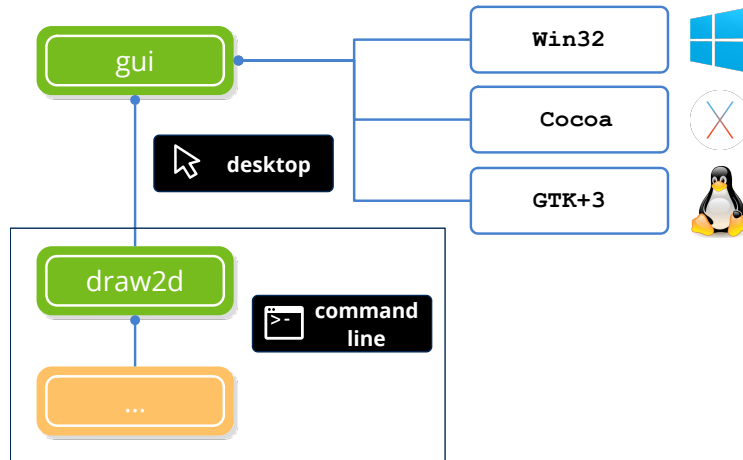 gui
Win32
Cocoa
GTK+3
desktop
draw2d
>-
command
line
...